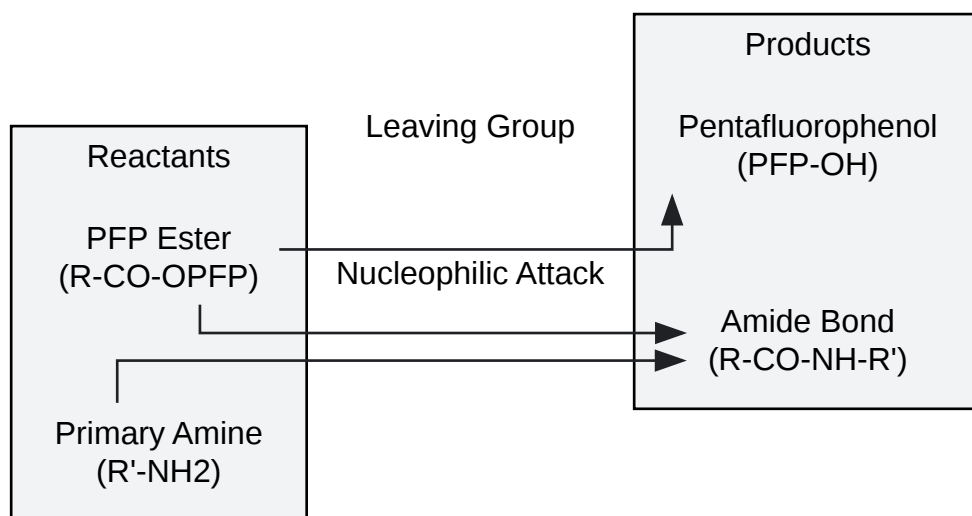 Reactants
PFP Ester
(R-CO-OPFP)
Primary Amine
(R'-NH2)
Leaving Group
Nucleophilic Attack
Products
Pentafluorophenol
(PFP-OH)
Amide Bond
(R-CO-NH-R')